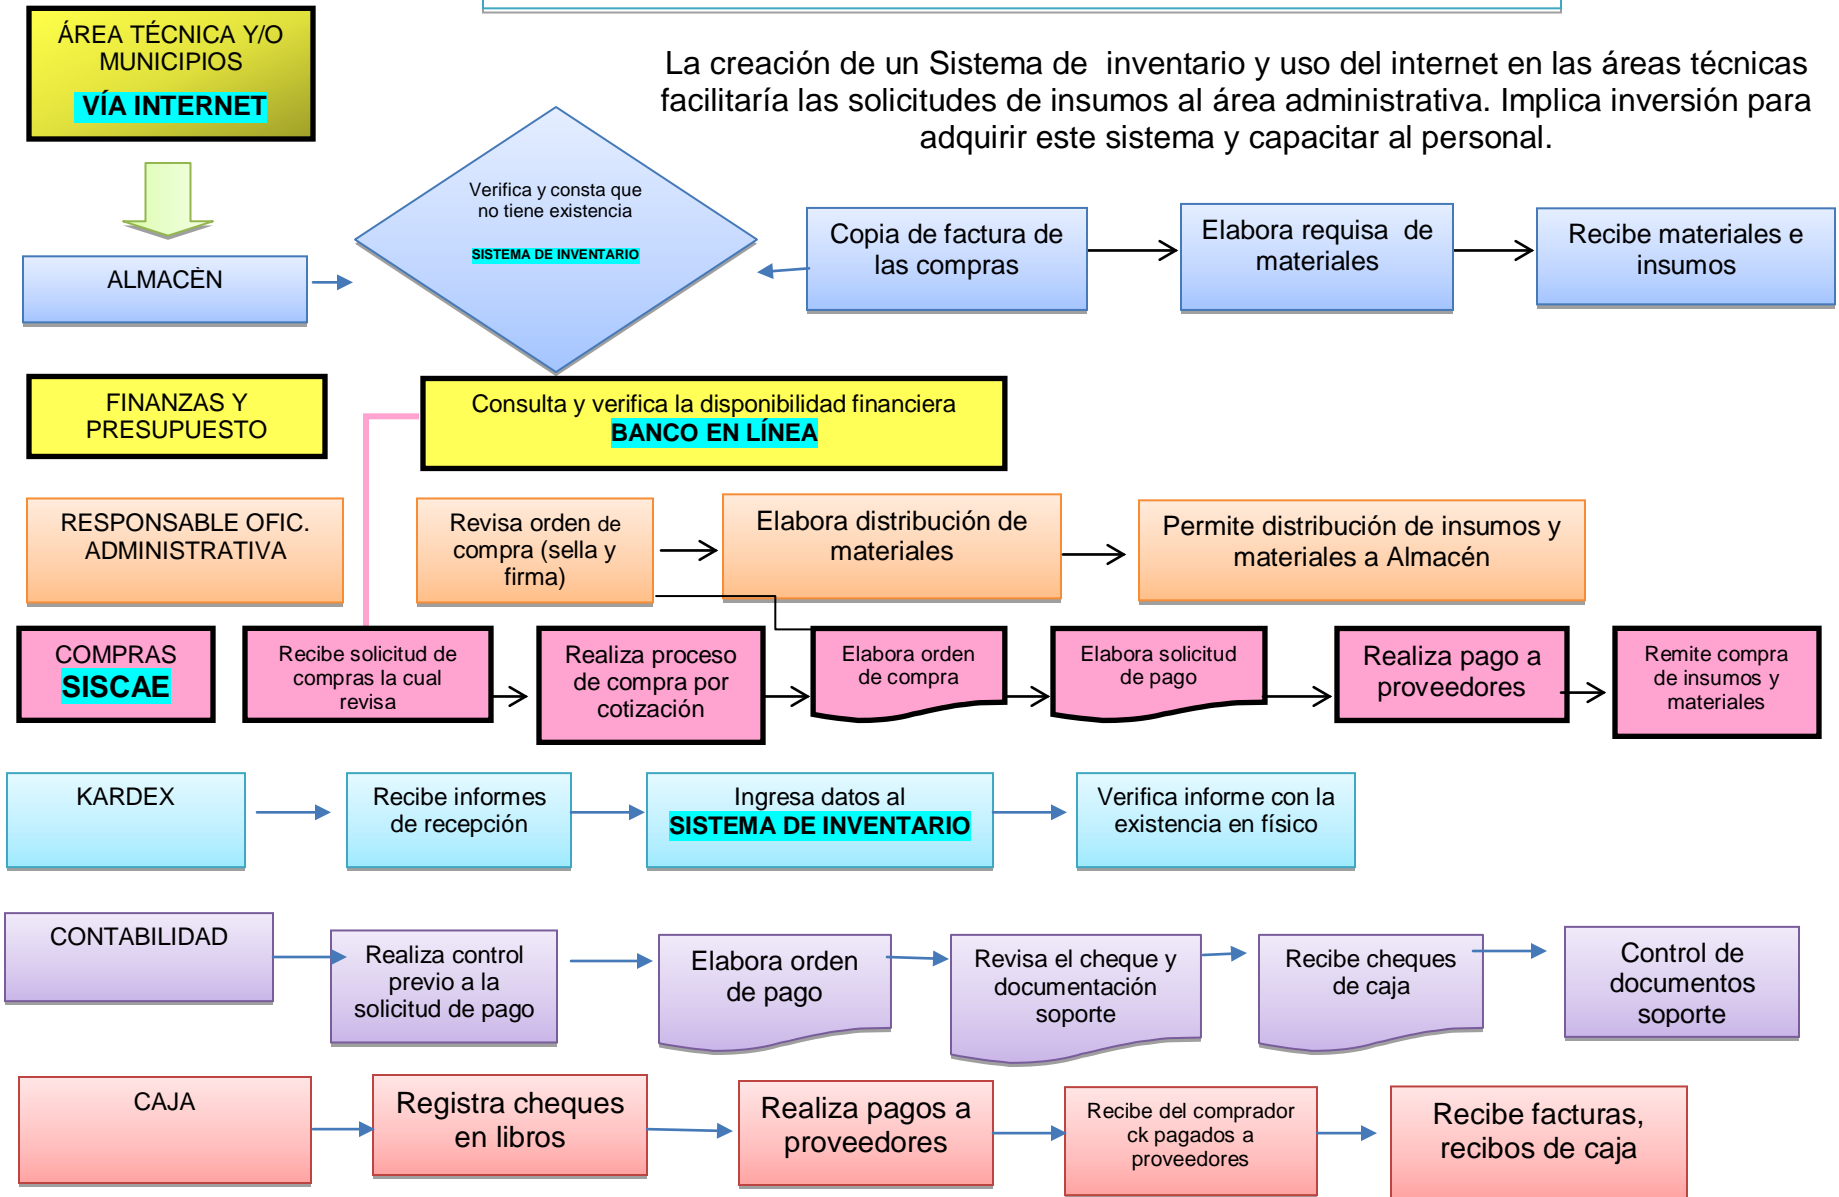 ÁREA TÉCNICA Y/O
MUNICIPIOS
VÍA INTERNET
La creación de un Sistema de inventario y uso del internet en las áreas técnicas
facilitaría las solicitudes de insumos al área administrativa. Implica inversión para
adquirir este sistema y capacitar al personal.
ALMACÉN
Verifica y consta que
no tiene existencia
SISTEMA DE INVENTARIO
Copia de factura de
las compras
Elabora requisa de
materiales
Recibe materiales e
insumos
FINANZAS Y
PRESUPUESTO
Consulta y verifica la disponibilidad financiera
BANCO EN LÍNEA
RESPONSABLE OFIC.
ADMINISTRATIVA
Revisa orden de
compra (sella y
firma)
Elabora distribución de
materiales
Permite distribución de insumos y
materiales a Almacén
COMPRAS
SISCAE
Recibe solicitud de
compras la cual
revisa
Realiza proceso
de compra por
cotización
Elabora orden
de compra
Elabora solicitud
de pago
Realiza pago a
proveedores
Remite compra
de insumos y
materiales
KARDEX
Recibe informes
de recepción
Ingresa datos al
SISTEMA DE INVENTARIO
Verifica informe con la
existencia en físico
CONTABILIDAD
Realiza control
previo a la
solicitud de pago
Elabora orden
de pago
Revisa el cheque y
documentación
soporte
Recibe cheques
de caja
Control de
documentos
soporte
CAJA
Registra cheques
en libros
Realiza pagos a
proveedores
Recibe del comprador
ck pagados a
proveedores
Recibe facturas,
recibos de caja